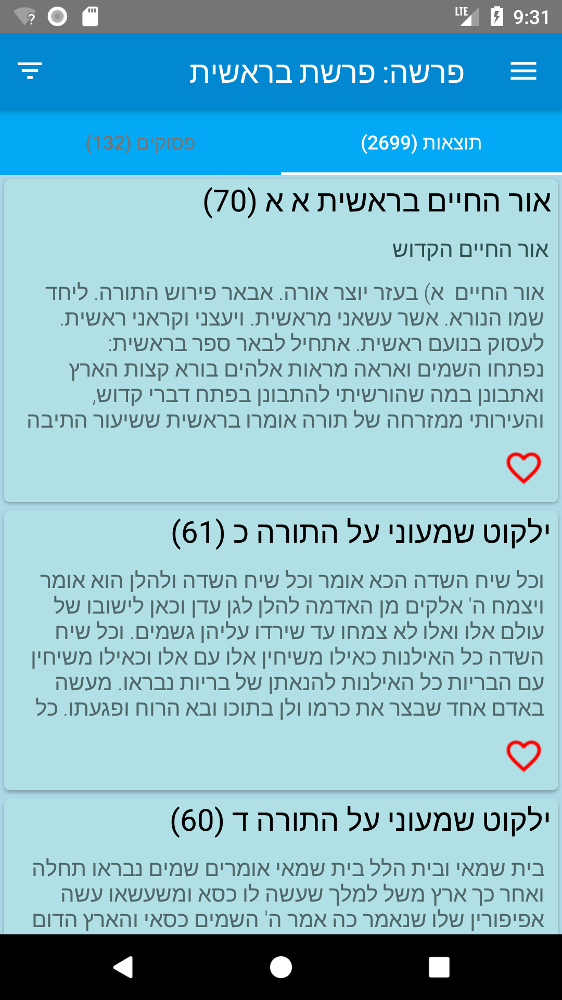 LTE 9:31
פרשה: פרשת בראשית
תוצאות (2699)
פסוקים (132)
אור החיים בראשית א א (70)
אור החיים הקדוש
אור החיים  א) בעזר יוצר אורה. אבאר פירוש התורה. ליחד
שמו הנורא. אשר עשאני מראשית. ויעצני וקראני ראשית.
לעסוק בנועם ראשית. אתחיל לבאר ספר בראשית:
נפתחו השמים ואראה מראות אלהים בורא קצות הארץ
ואתבונן במה שהורשיתי להתבונן בפתח דברי קדוש,
והעירותי ממזרחה של תורה אומרו בראשית ששיעור התיבה
ילקוט שמעוני על התורה כ (61)
וכל שיח השדה הכא אומר וכל שיח השדה ולהלן הוא אומר
ויצמח ה' אלקים מן האדמה להלן לגן עדן וכאן לישובו של
עולם אלו ואלו לא צמחו עד שירדו עליהן גשמים. וכל שיח
השדה כל האילנות כאילו משיחין אלו עם אלו וכאילו משיחין
עם הבריות כל האילנות להנאתן של בריות נבראו. מעשה
באדם אחד שבצר את כרמו ולן בתוכו ובא הרוח ופגעתו. כל
ילקוט שמעוני על התורה ד (60)
בית שמאי ובית הלל בית שמאי אומרים שמים נבראו תחלה
ואחר כך ארץ משל למלך שעשה לו כסא ומשעשאו עשה
אפיפורין שלו שנאמר כה אמר ה' השמים כסאי והארץ הדום